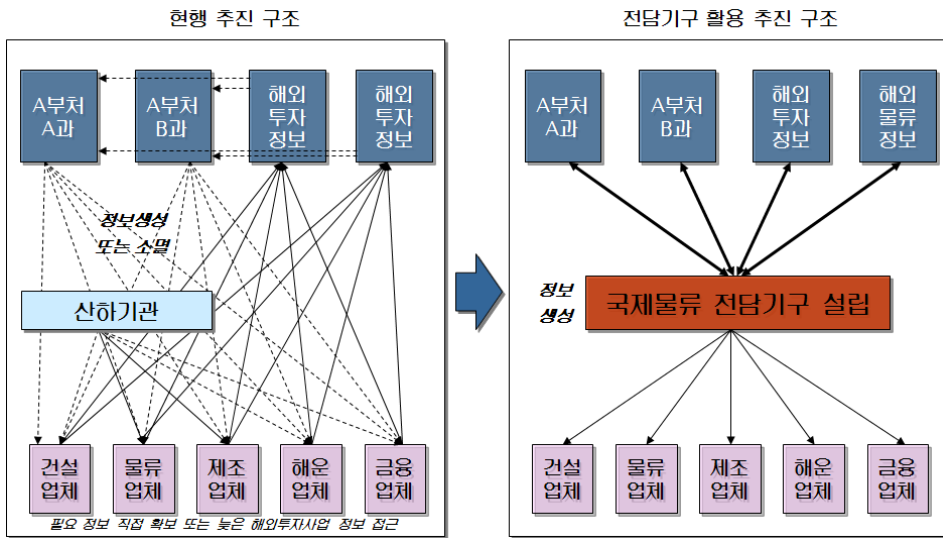 현행 추진 구조
A부처
A과
A부처
B과
해외
투자
정보
해외
투자
정보
정보생성
또는 소멸
산하기관
건설
업체
물류
업체
제조
업체
해운
업체
금융
업체
필요 정보 직접 확보 또는 늦은 해외투자사업 정보 접근
전담기구 활용 추진 구조
A부처
A과
A부처
B과
해외
투자
정보
해외
물류
정보
정보
생성
국제물류 전담기구 설립
건설
업체
물류
업체
제조
업체
해운
업체
금융
업체